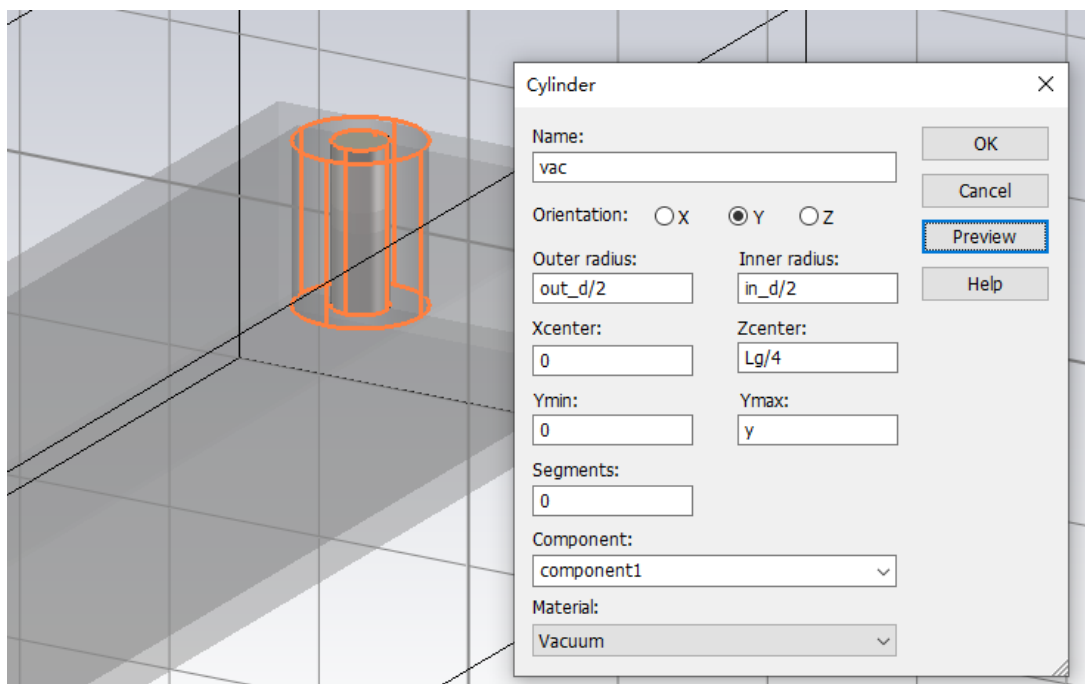 Cylinder
Name:
OK
vac
Cancel
Orientation: X Y Z
Preview
Outer radius: Inner radius:
out_d/2 in_d/2 Help
Xcenter: Zcenter:
0 Lg/4
Ymin: Ymax:
0 y
Segments:
0
Component:
component1
Material:
Vacuum